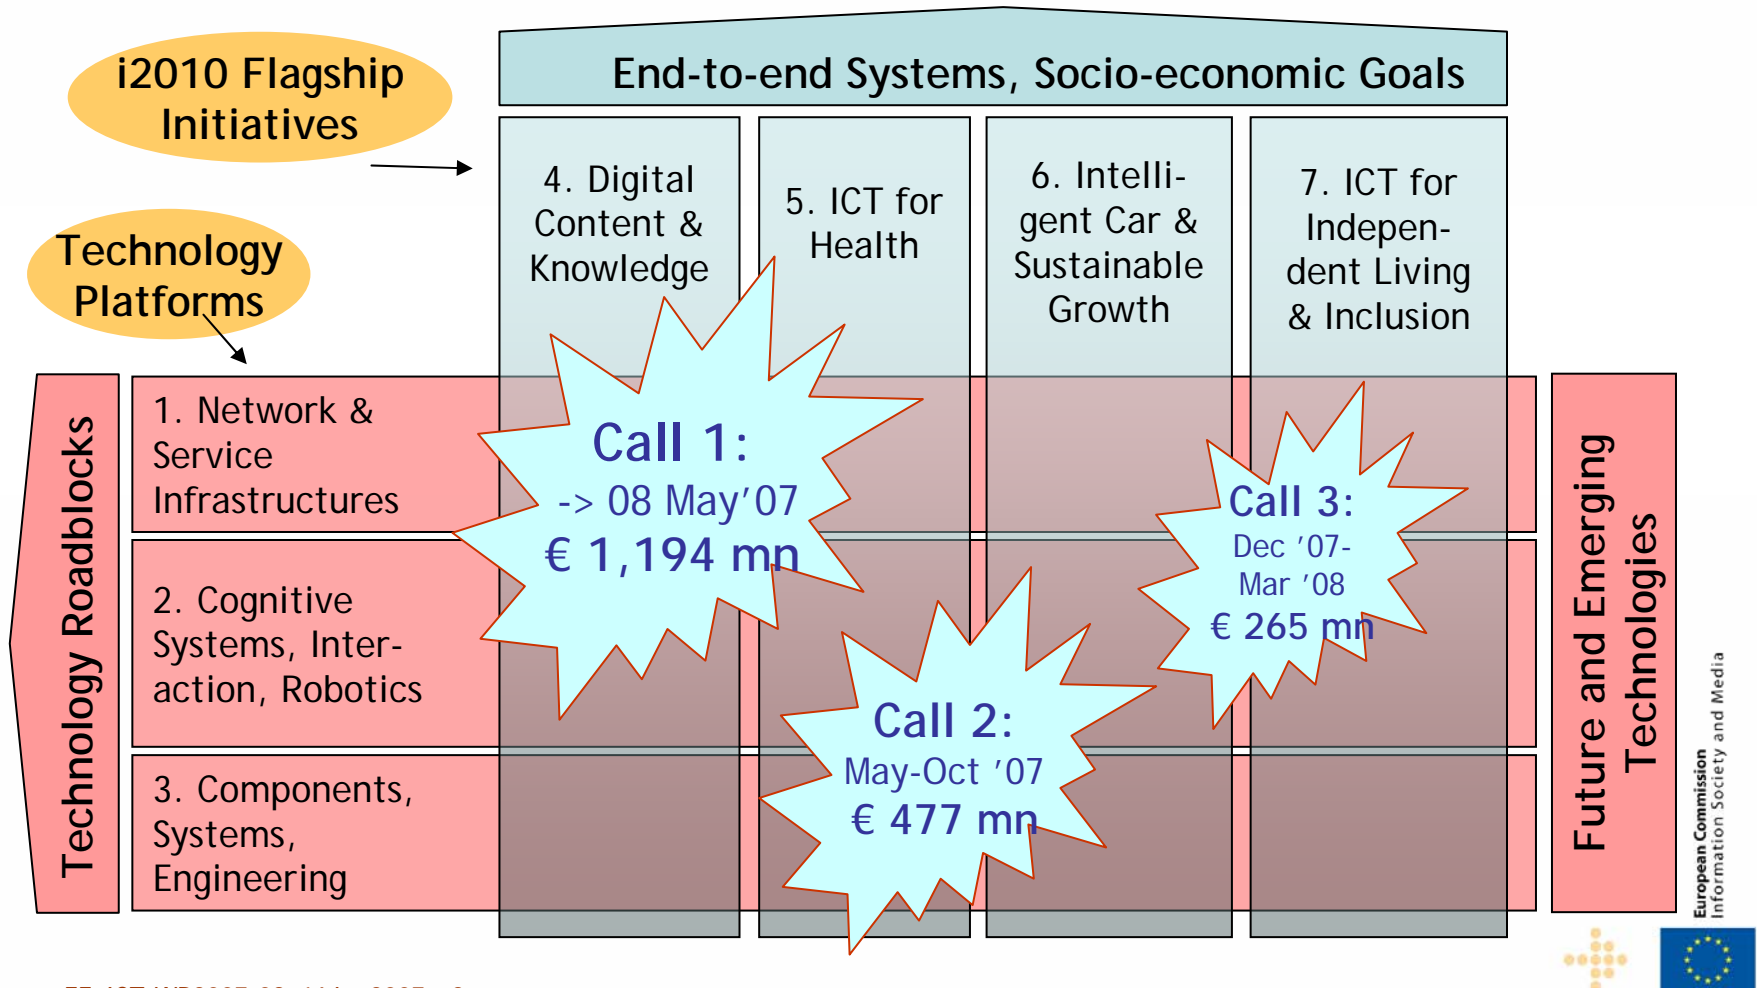 i2010 Flagship
Initiatives
End-to-end Systems, Socio-economic Goals
Technology
Platforms
4. Digital
Content &
Knowledge
5. ICT for
Health
6. Intelli-
gent Car &
Sustainable
Growth
7. ICT for
Indepen-
dent Living
& Inclusion
Technology Roadblocks
1. Network &
Service
Infrastructures
2. Cognitive
Systems, Inter-
action, Robotics
3. Components,
Systems,
Engineering
Call 1:
-> 08 May'07
€ 1,194 mn
Call 2:
May-Oct '07
€ 477 mn
Call 3:
Dec '07-
Mar '08
€ 265 mn
Future and Emerging
Technologies
European Commission
Information Society and Media